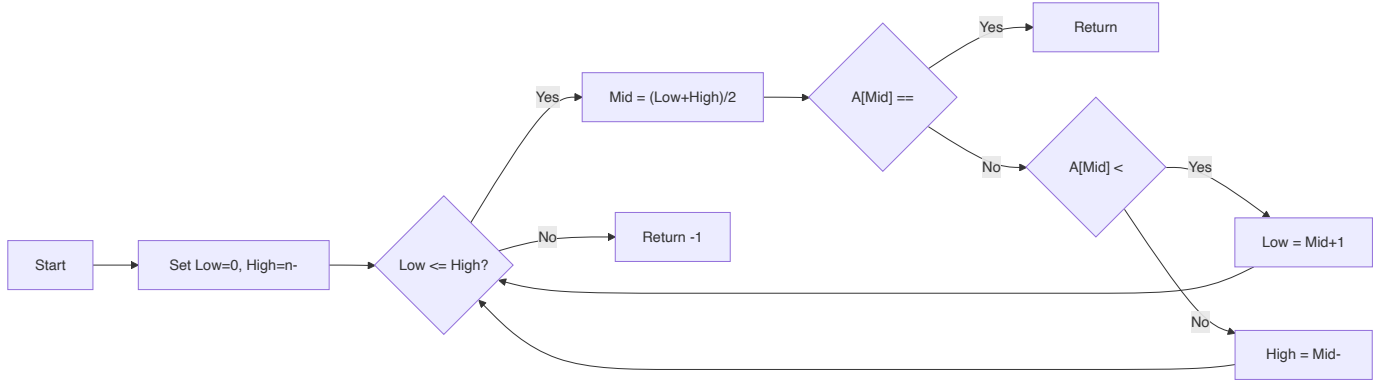 Start
Set Low=0, High=n-
Low <= High?
Yes
Mid = (Low+High)/2
A[Mid] ==
Yes
Return
No
A[Mid] <
Yes
Low = Mid+1
No
High = Mid-
No
Return -1